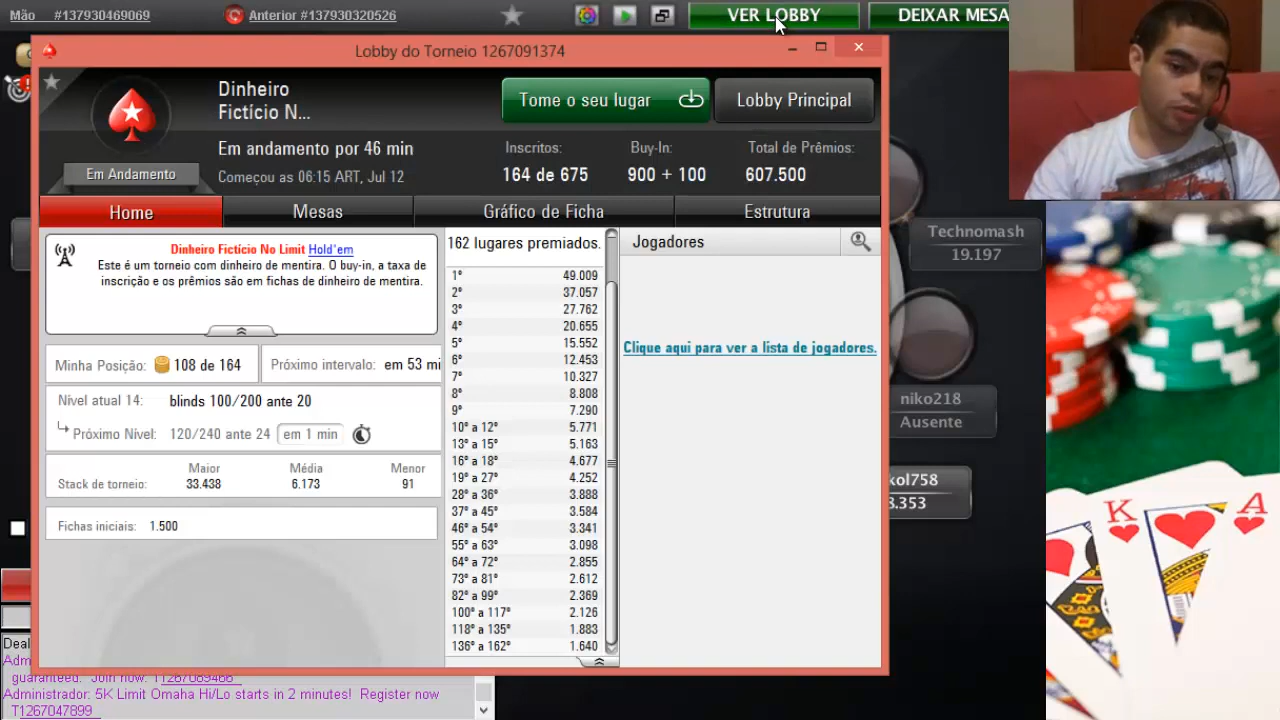 Mão #137930469069
Anterior #137930320526
VER LOBBY
DEIXAR MESA
Lobby do Torneio 1267091374
Dinheiro
Fictício N...
Tome o seu lugar
Lobby Principal
Em andamento por 46 min
Inscritos:
Buy-In:
Total de Prêmios:
Em Andamento
Começou as 06:15 ART, Jul 12
164 de 675
900 + 100
607.500
Home
Mesas
Gráfico de Ficha
Estrutura
Dinheiro Fictício No Limit Hold'em
Este é um torneio com dinheiro de mentira. O buy-in, a taxa de
inscrição e os prêmios são em fichas de dinheiro de mentira.
Minha Posição: 108 de 164
Próximo intervalo: em 53 mi
Nível atual 14: blinds 100/200 ante 20
Próximo Nível: 120/240 ante 24 em 1 min
Maior Média Menor
Stack de torneio: 33.438 6.173 91
Fichas iniciais: 1.500
162 lugares premiados.
1º 49.009
2º 37.057
3º 27.762
4º 20.655
5º 15.552
6º 12.453
7º 10.327
8º 8.808
9º 7.290
10º a 12º 5.771
13º a 15º 5.163
16º a 18º 4.677
19º a 27º 4.252
28º a 36º 3.888
37º a 45º 3.584
46º a 54º 3.341
55º a 63º 3.098
64º a 72º 2.855
73º a 81º 2.612
82º a 99º 2.369
100º a 117º 2.126
118º a 135º 1.883
136º a 162º 1.640
Jogadores
Clique aqui para ver a lista de jogadores.
Technomash
19.197
niko218
Ausente
kol758
.353
K
A
Deal
Adm
guaranteed. Join now: T1267089466
Administrador: 5K Limit Omaha Hi/Lo starts in 2 minutes! Register now
T1267047899